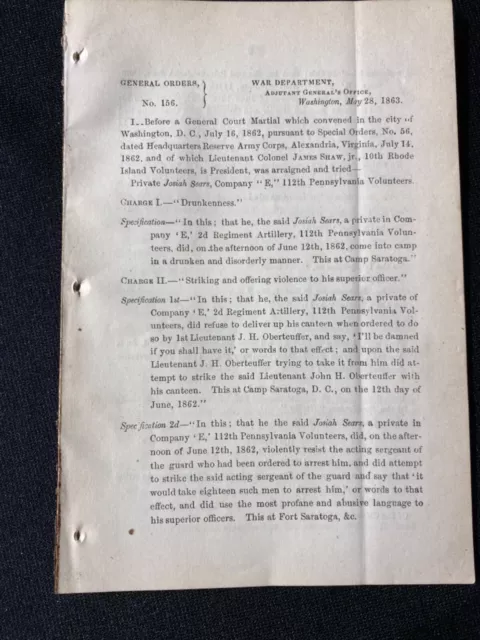 GENERAL ORDERS, } WAR DEPARTMENT,
ADJUTANT GENERAL'S OFFICE,
No. 156. Washington, May 28, 1863.
I..Before a General Court Martial which convened in the city of
Washington, D. C., July 16, 1862, pursuant to Special Orders, No. 56,
dated Headquarters Reserve Army Corps, Alexandria, Virginia, July 14,
1862, and of which Lieutenant Colonel JAMES SHAW, Jr., 10th Rhode
Island Volunteers, is President, was arraigned and tried—
Private Josiah Sears, Company "E," 112th Pennsylvania Volunteers.
CHARGE I.—"Drunkenness."
Specification—"In this; that he, the said Josiah Sears, a private in Com-
pany 'E,' 2d Regiment Artillery, 112th Pennsylvania Volun-
teers, did, on the afternoon of June 12th, 1862, come into camp
in a drunken and disorderly manner. This at Camp Saratoga."
CHARGE II.—"Striking and offering violence to his superior officer."
Specification 1st—"In this; that he, the said Josiah Sears, a private of
Company 'E,' 2d Regiment Artillery, 112th Pennsylvania Vol-
unteers, did refuse to deliver up his canteen when ordered to do
so by 1st Lieutenant J. H. Oberteuffer, and say, 'I'll be damned
if you shall have it,' or words to that effect; and upon the said
Lieutenant J. H. Oberteuffer trying to take it from him did at-
tempt to strike the said Lieutenant John H. Oberteuffer with
his canteen. This at Camp Saratoga, D. C., on the 12th day of
June, 1862."
Specification 2d—"In this; that he the said Josiah Sears, a private in
Company 'E,' 112th Pennsylvania Volunteers, did, on the after-
noon of June 12th, 1862, violently resist the acting sergeant of
the guard who had been ordered to arrest him, and did attempt
to strike the said acting sergeant of the guard and say that 'it
would take eighteen such men to arrest him,' or words to that
effect, and did use the most profane and abusive language to
his superior officers. This at Fort Saratoga, &c.